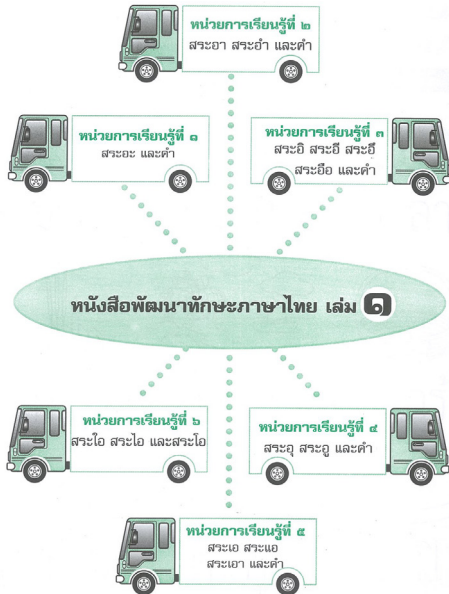 หน่วยการเรียนรู้ที่ ๒
สระอา สระอำ และคำ
หน่วยการเรียนรู้ที่ ๑
สระอะ และคำ
หน่วยการเรียนรู้ที่ ๓
สระอิ สระอี สระอึ
สระอือ และคำ
หนังสือพัฒนาทักษะภาษาไทย เล่ม ๑
หน่วยการเรียนรู้ที่ ๖
สระใอ สระไอ และสระโอ
หน่วยการเรียนรู้ที่ ๔
สระอุ สระอู และคำ
หน่วยการเรียนรู้ที่ ๕
สระเอ สระแอ
สระเอา และคำ